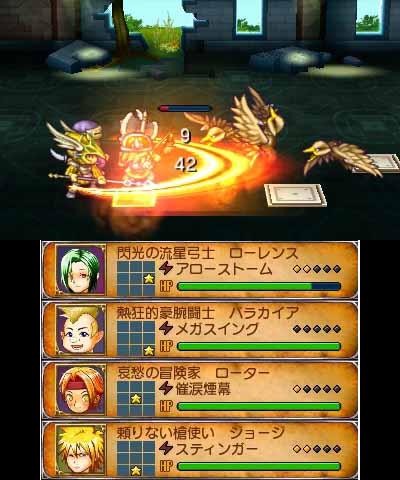 9
42
閃光の流星弓士 ローレンス
アローストーム
HP
熱狂的豪腕闘士 バラカイア
メガスイング
HP
哀愁の冒険家 ローター
催涙煙幕
HP
頼りない槍使い ジョージ
スティンガー
HP